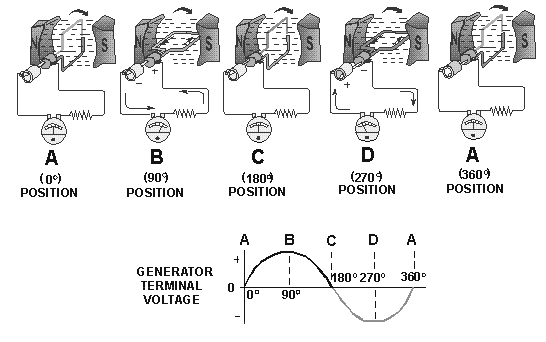 N S
N S
N S
N S
N S
+
−
−
+
A B C D A
(0°) (90°) (180°) (270°) (360°)
POSITION POSITION POSITION POSITION POSITION
A B C D A
GENERATOR
TERMINAL
VOLTAGE
+
0
−
0° 90° 180° 270° 360°